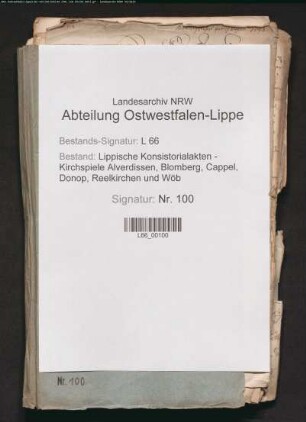 Landesarchiv NRW
Abteilung Ostwestfalen-Lippe
Bestands-Signatur: L 66
Bestand: Lippische Konsistorialakten -
Kirchspiele Alverdissen, Blomberg, Cappel,
Donop, Reelkirchen und Wöb
Signatur: Nr. 100
L66_00100
Nr. 100